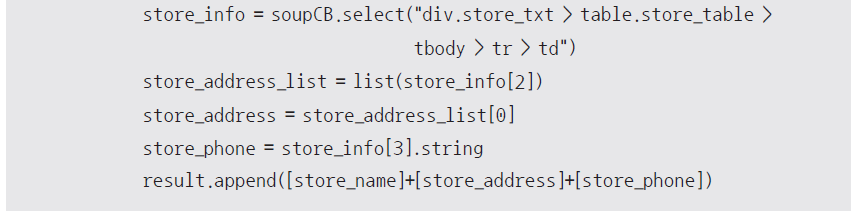 store_info = soupCB.select("div.store_txt > table.store_table >
tbody > tr > td")
store_address_list = list(store_info[2])
store_address = store_address_list[0]
store_phone = store_info[3].string
result.append([store_name]+[store_address]+[store_phone])